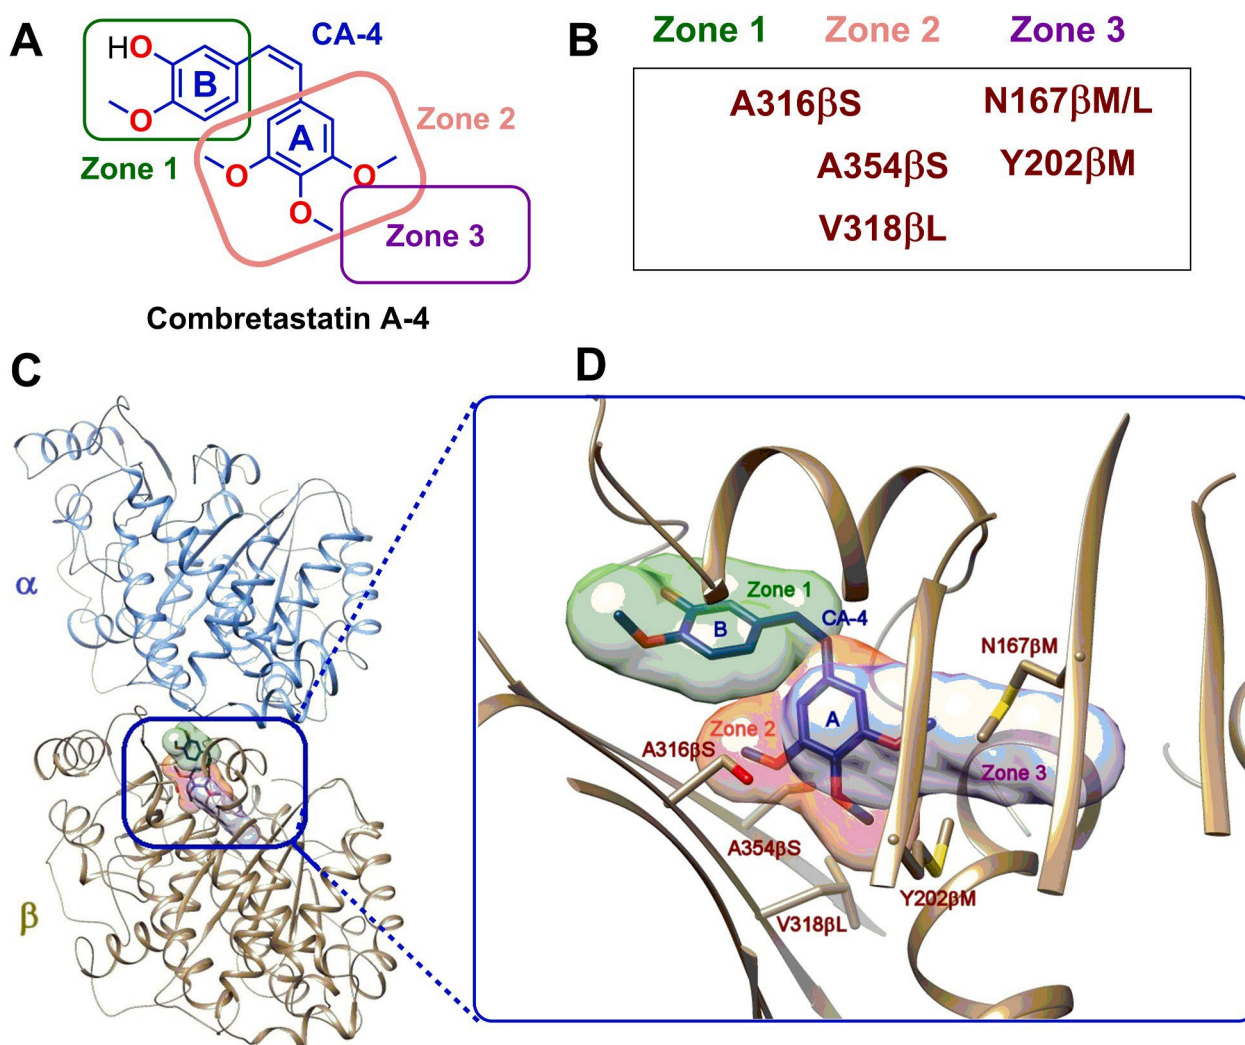 A
HO
B
O
CA-4
Zone 1
A
O
O
O
Zone 2
Zone 3
Combretastatin A-4
B
Zone 1 Zone 2 Zone 3
A316βS N167βM/L
A354βS Y202βM
V318βL
C
α
β
D
Zone 1
B
CA-4
N167βM
A
Zone 2
A316βS
Zone 3
A354βS
Y202βM
V318βL